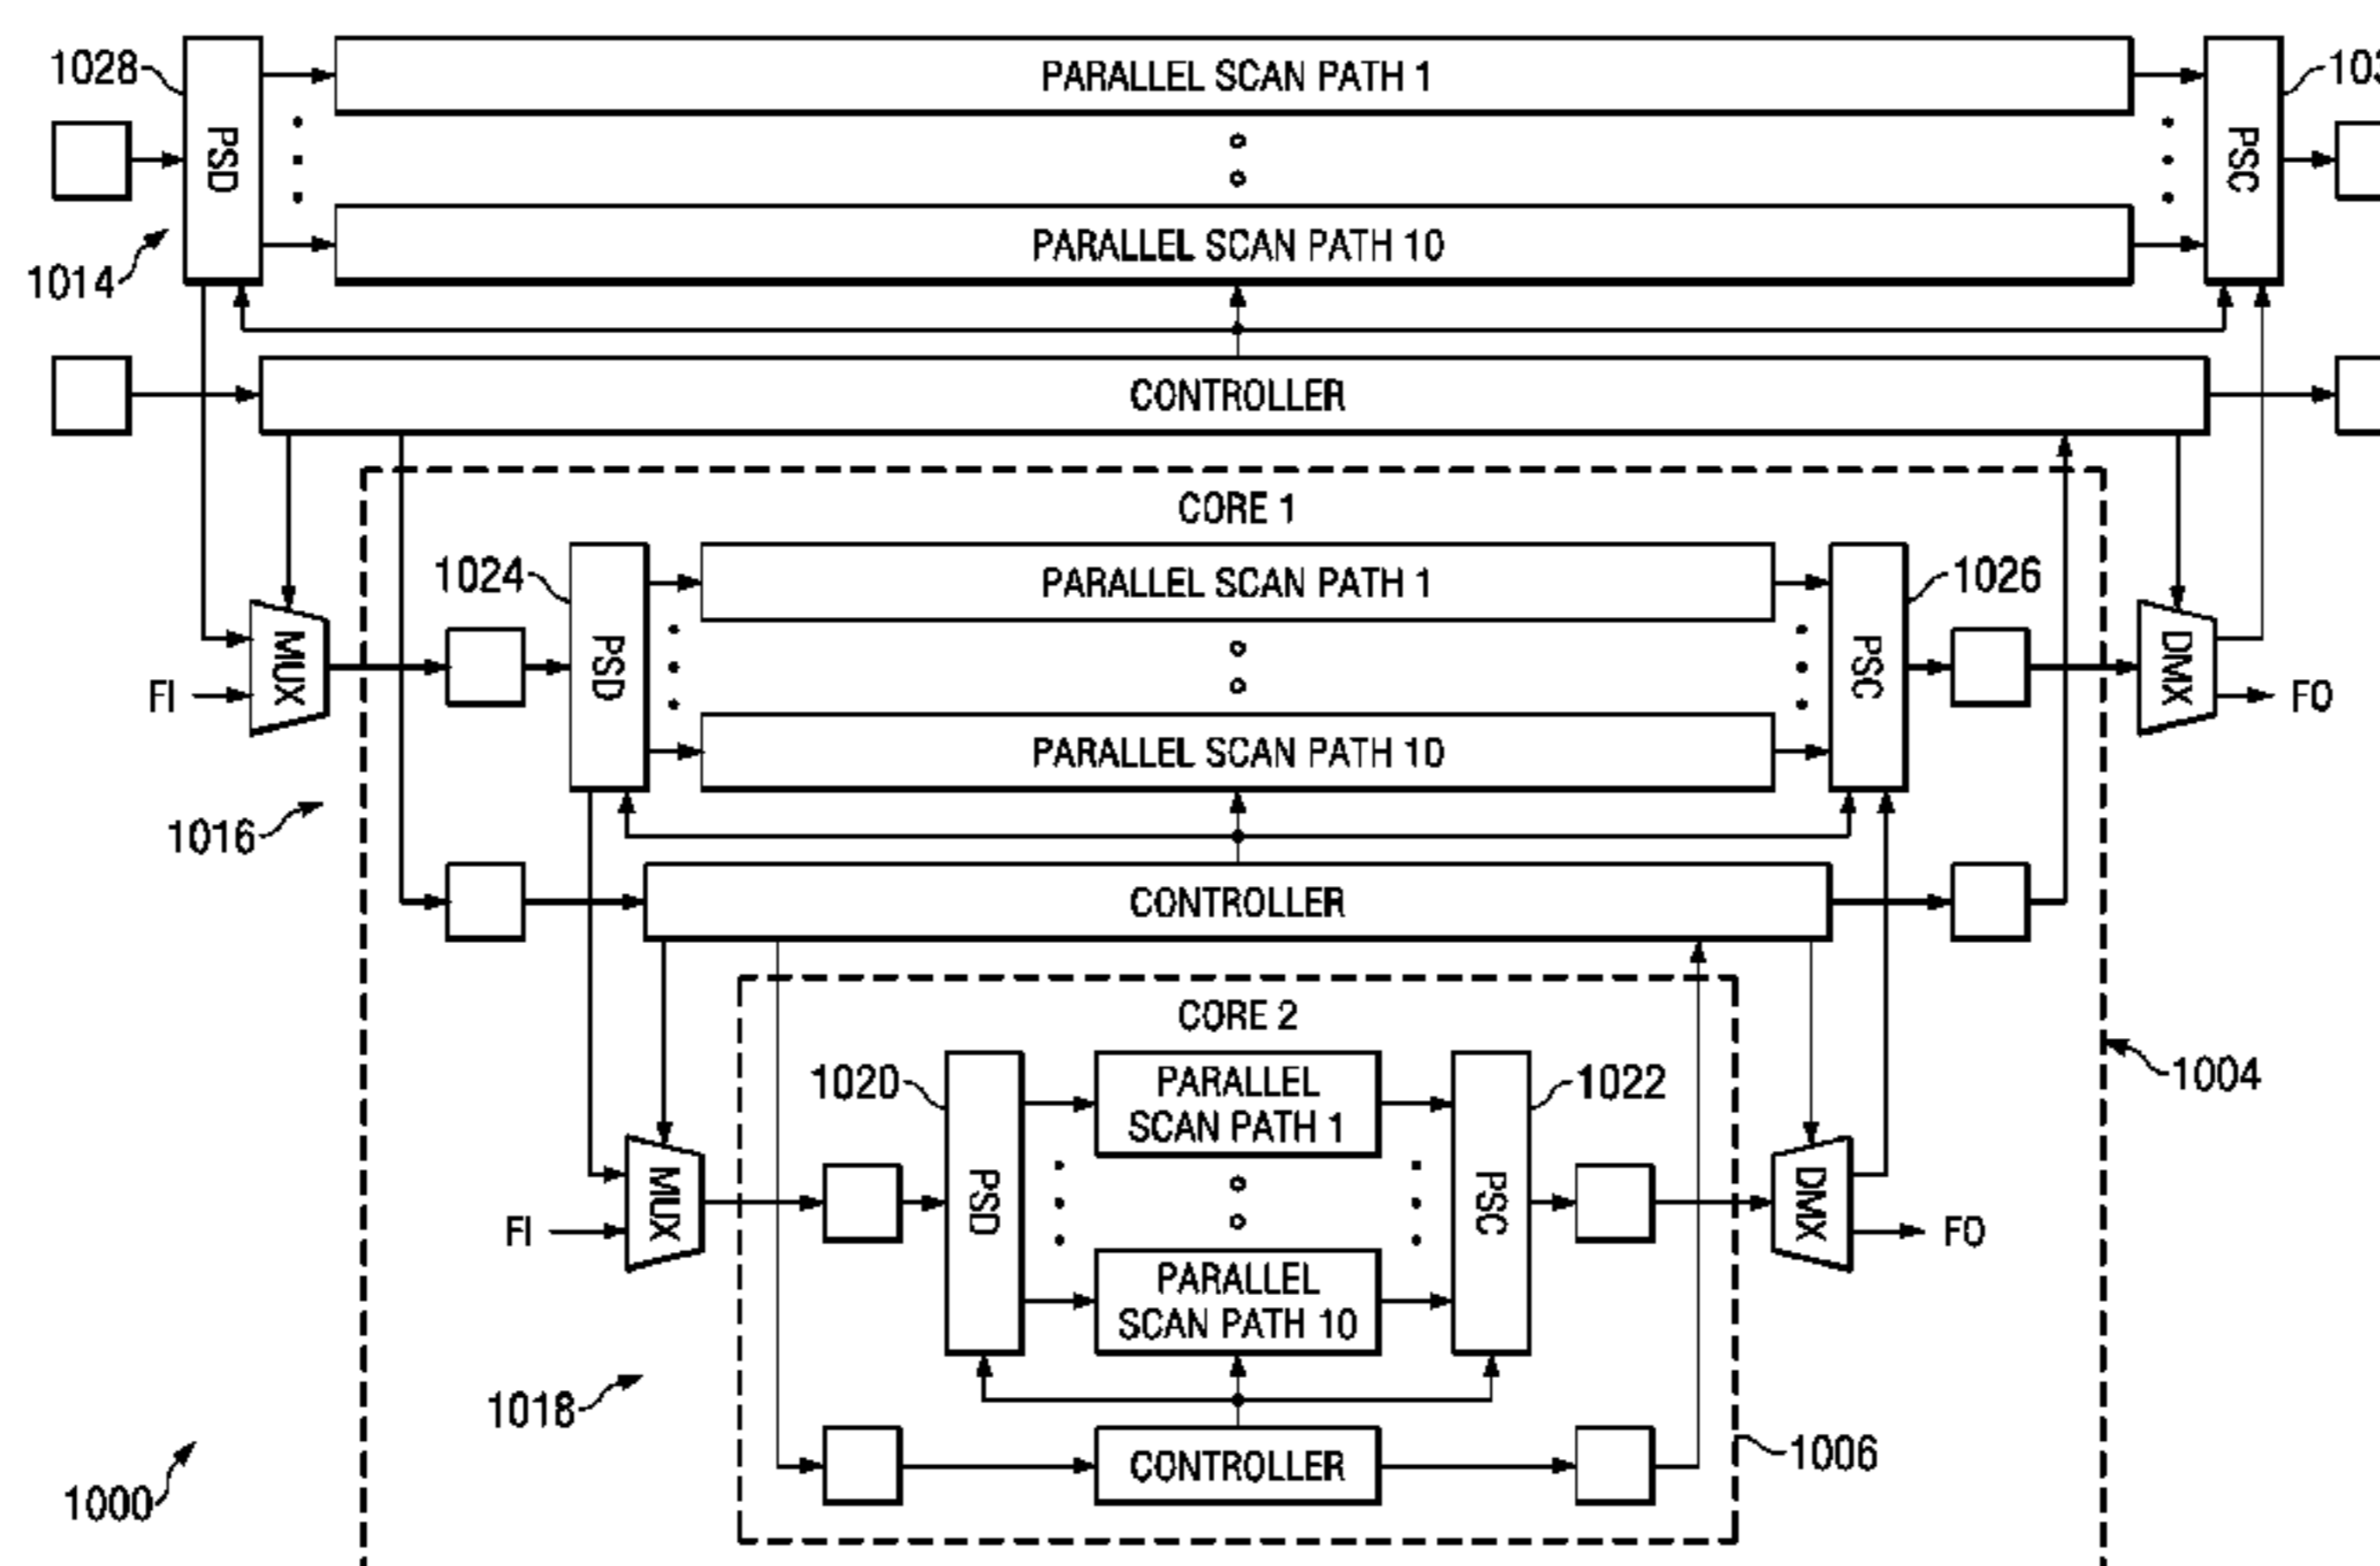 1028
PSD
PARALLEL SCAN PATH 1
PSC
PARALLEL SCAN PATH 10
1014
CONTROLLER
CORE 1
1024
PSD
PARALLEL SCAN PATH 1
PSC
1026
MUX
FI
DMX
FO
PARALLEL SCAN PATH 10
1016
CONTROLLER
CORE 2
1020
PSD
PARALLEL
SCAN PATH 1
PSC
1022
1004
MUX
FI
DMX
FO
PARALLEL
SCAN PATH 10
1018
CONTROLLER
1006
1000